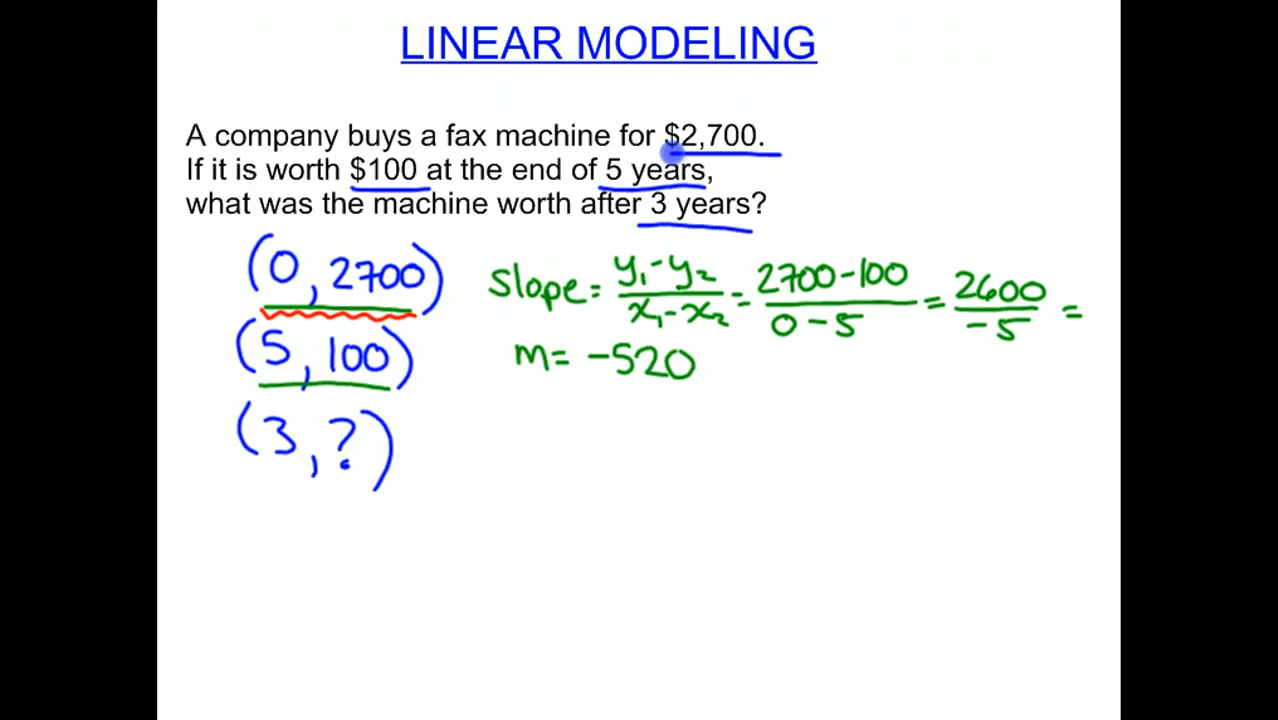 LINEAR MODELING
A company buys a fax machine for $2,700.
If it is worth $100 at the end of 5 years,
what was the machine worth after 3 years?
(0, 2700)
(5, 100)
(3, ?)
slope = y₁-y₂ / x₁-x₂ = 2700-100 / 0-5 = 2600 / -5 =
m= -520